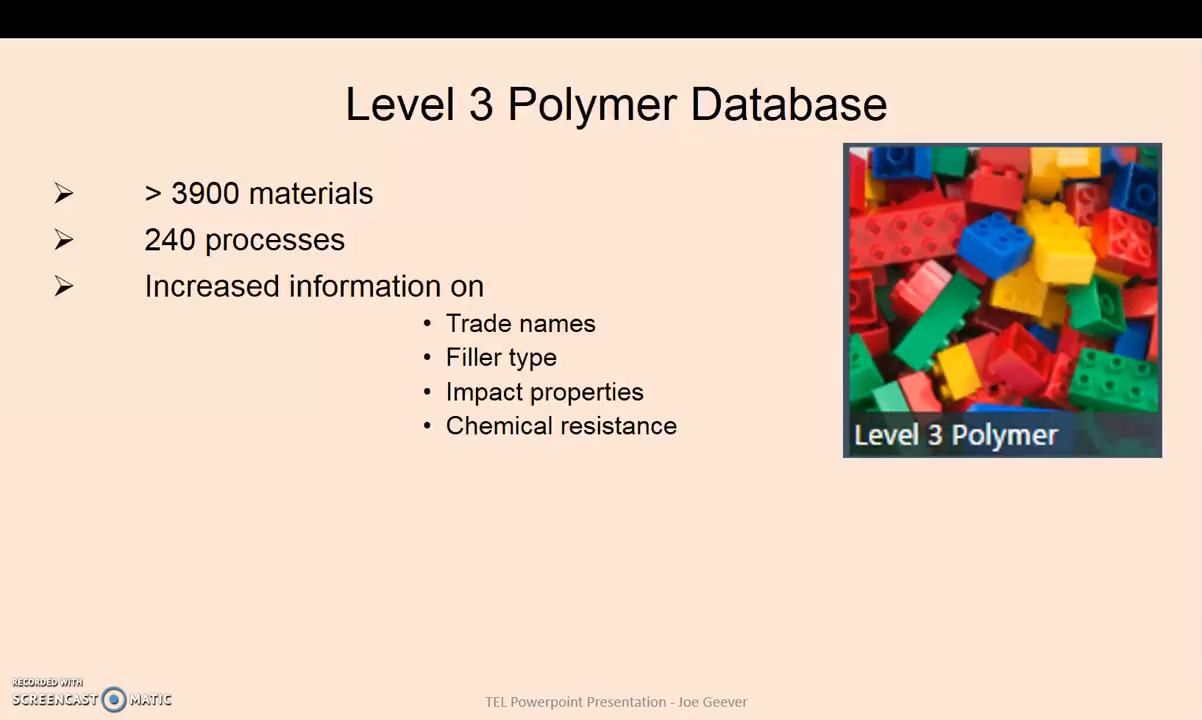 Level 3 Polymer Database
➢ > 3900 materials
➢ 240 processes
➢ Increased information on
• Trade names
• Filler type
• Impact properties
• Chemical resistance
Level 3 Polymer
RECORDED WITH
SCREENCAST MATIC
TEL Powerpoint Presentation - Joe Geever